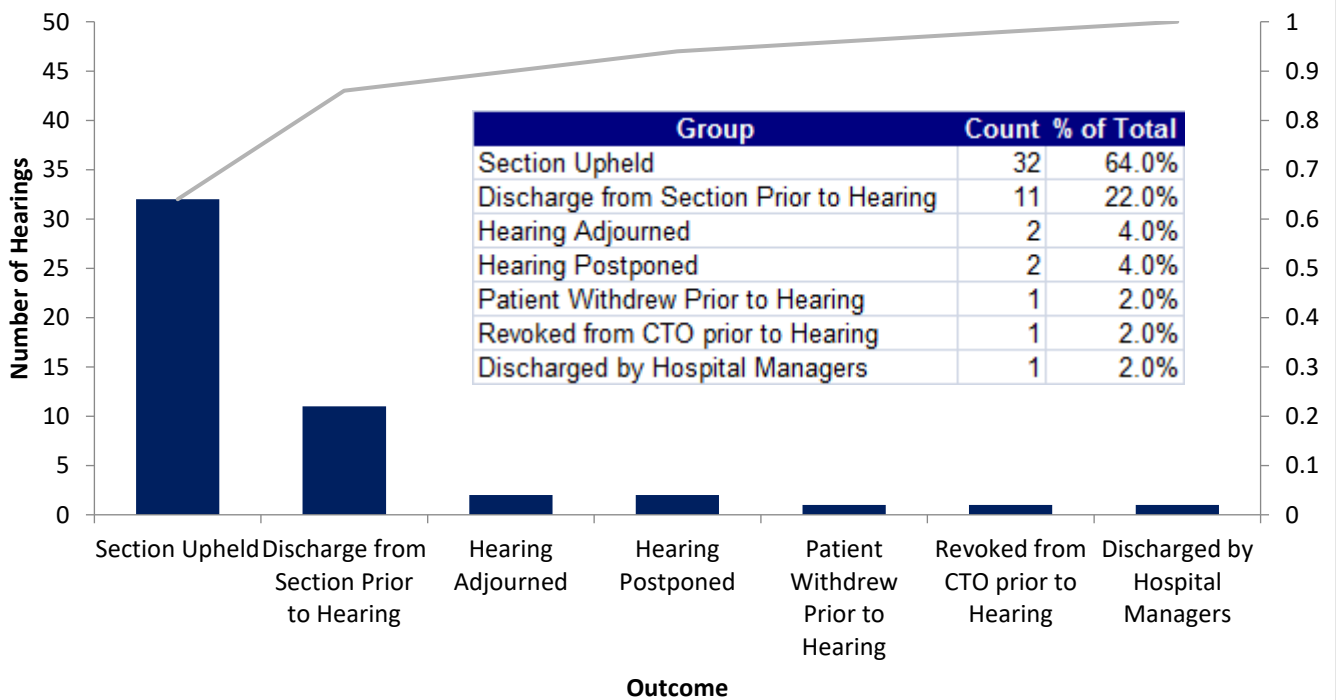 50
45
40
35
30
25
20
15
10
5
0
Number of Hearings
1
0.9
0.8
0.7
0.6
0.5
0.4
0.3
0.2
0.1
0
Group Count % of Total
Section Upheld 32 64.0%
Discharge from Section Prior to Hearing 11 22.0%
Hearing Adjourned 2 4.0%
Hearing Postponed 2 4.0%
Patient Withdrew Prior to Hearing 1 2.0%
Revoked from CTO prior to Hearing 1 2.0%
Discharged by Hospital Managers 1 2.0%
Section Upheld
Discharge from
Section Prior
to Hearing
Hearing
Adjourned
Hearing
Postponed
Patient
Withdrew
Prior to
Hearing
Revoked from
CTO prior to
Hearing
Discharged by
Hospital
Managers
Outcome